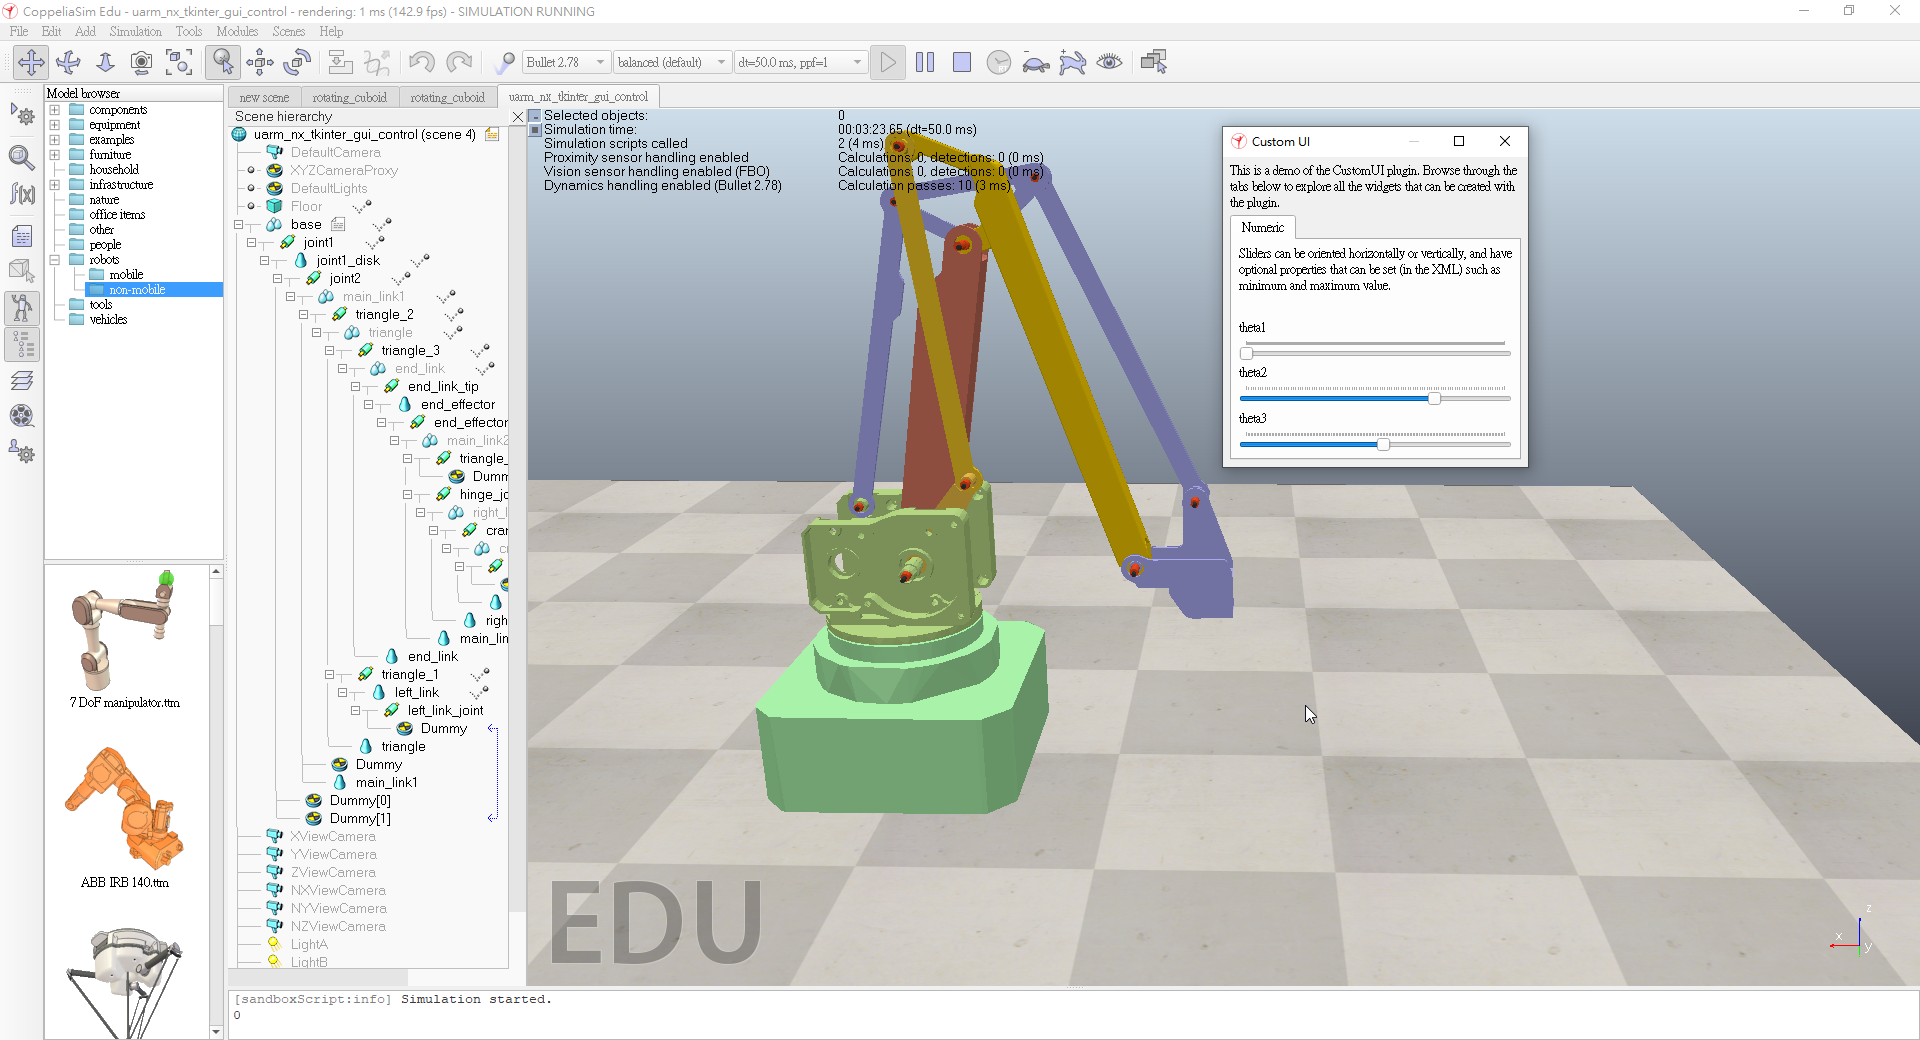 CoppeliaSim Edu - uarm_nx_tkinter_gui_control - rendering: 1 ms (142.9 fps) - SIMULATION RUNNING
File Edit Add Simulation Tools Modules Scenes Help
Bullet 2.78 balanced (default) dt=50.0 ms, ppf=1
Model browser
components
equipment
examples
furniture
household
infrastructure
nature
office items
other
people
robots
mobile
non-mobile
tools
vehicles
7 DoF manipulator.ttm
ABB IRB 140.ttm
new scene rotating_cuboid rotating_cuboid uarm_nx_tkinter_gui_control
Scene hierarchy
uarm_nx_tkinter_gui_control (scene 4)
DefaultCamera
XYZCameraProxy
DefaultLights
Floor
base
joint1
joint1_disk
joint2
main_link1
triangle_2
triangle
triangle_3
end_link
end_link_tip
end_effector
end_effector
main_link2
triangle_
Dumm
hinge_jo
right_l
cran
c
righ
main_lin
end_link
triangle_1
left_link
left_link_joint
Dummy
triangle
Dummy
main_link1
Dummy[0]
Dummy[1]
XViewCamera
YViewCamera
ZViewCamera
NXViewCamera
NYViewCamera
NZViewCamera
LightA
LightB
Selected objects: 0
Simulation time: 00:03:23.65 (dt=50.0 ms)
Simulation scripts called 2 (4 ms)
Proximity sensor handling enabled Calculations: 0, detections: 0 (0 ms)
Vision sensor handling enabled (FBO) Calculations: 0, detections: 0 (0 ms)
Dynamics handling enabled (Bullet 2.78) Calculation passes: 10 (3 ms)
Custom UI
This is a demo of the CustomUI plugin. Browse through the
tabs below to explore all the widgets that can be created with
the plugin.
Numeric
Sliders can be oriented horizontally or vertically, and have
optional properties that can be set (in the XML) such as
minimum and maximum value.
theta1
theta2
theta3
EDU
z
x
y
[sandboxScript:info] Simulation started.
0